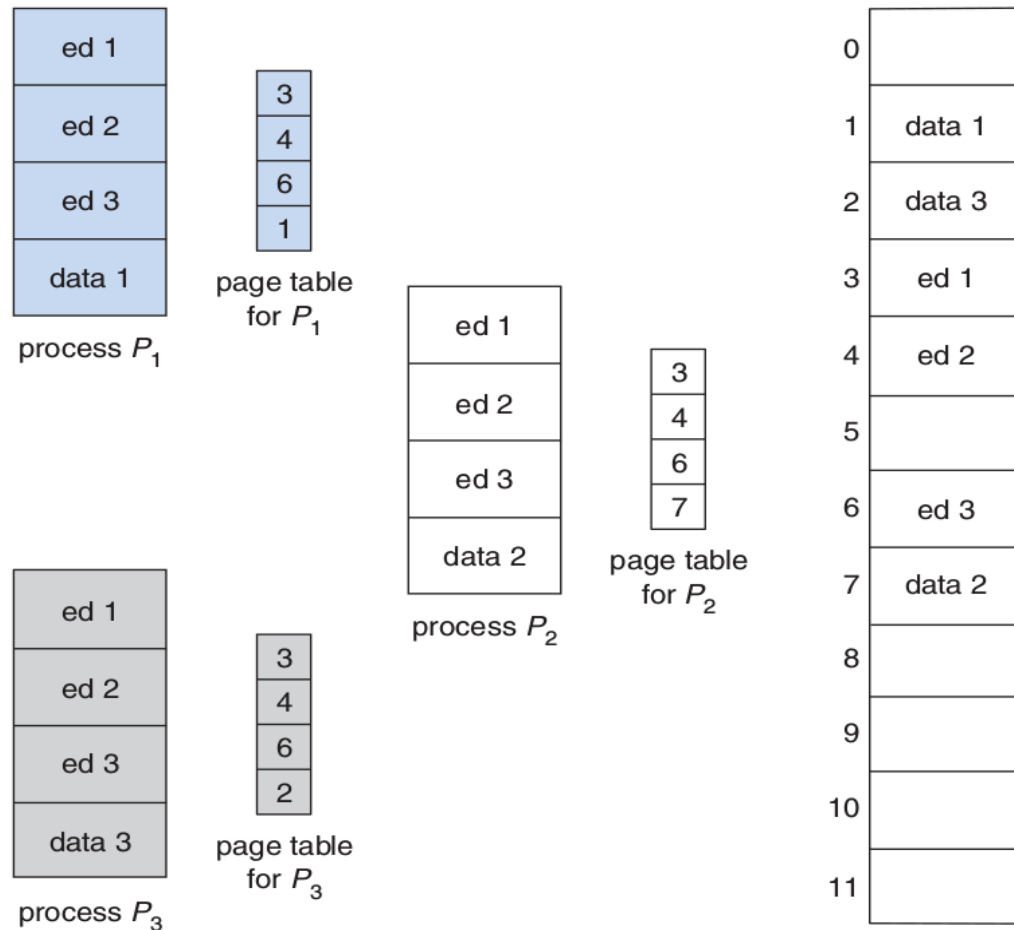 ed 1
ed 2
ed 3
data 1
process P1
3
4
6
1
page table
for P1
ed 1
ed 2
ed 3
data 2
process P2
3
4
6
7
page table
for P2
ed 1
ed 2
ed 3
data 3
process P3
3
4
6
2
page table
for P3
0
1 data 1
2 data 3
3 ed 1
4 ed 2
5
6 ed 3
7 data 2
8
9
10
11